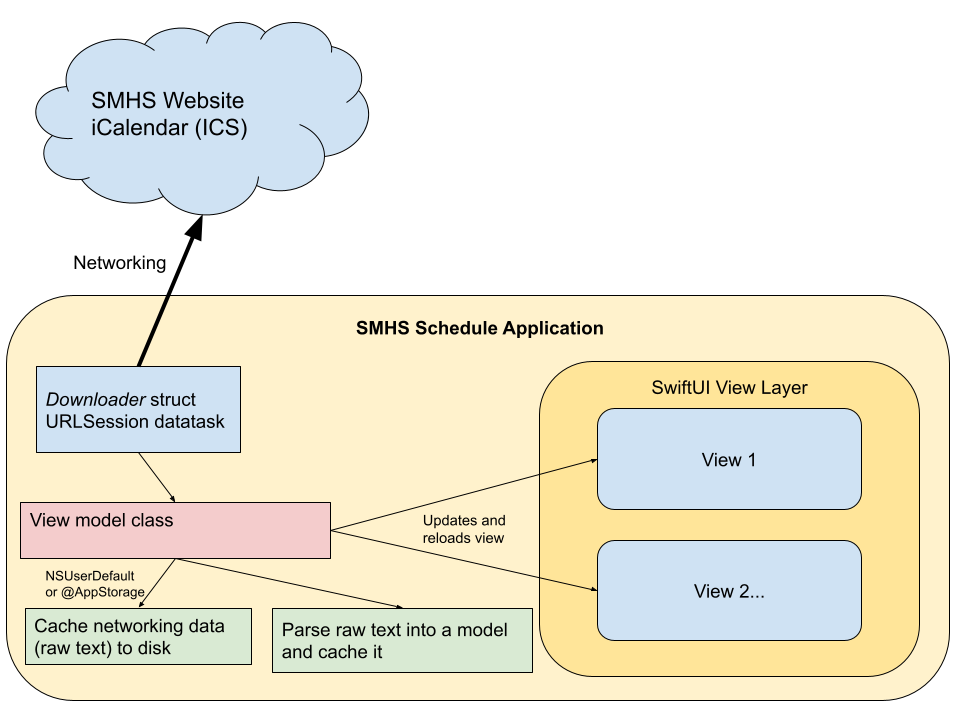 SMHS Website
iCalendar (ICS)
Networking
SMHS Schedule Application
Downloader struct
URLSession datatask
SwiftUI View Layer
View 1
View model class
Updates and
reloads view
NSUserDefault
or @AppStorage
View 2...
Cache networking data
(raw text) to disk
Parse raw text into a model
and cache it